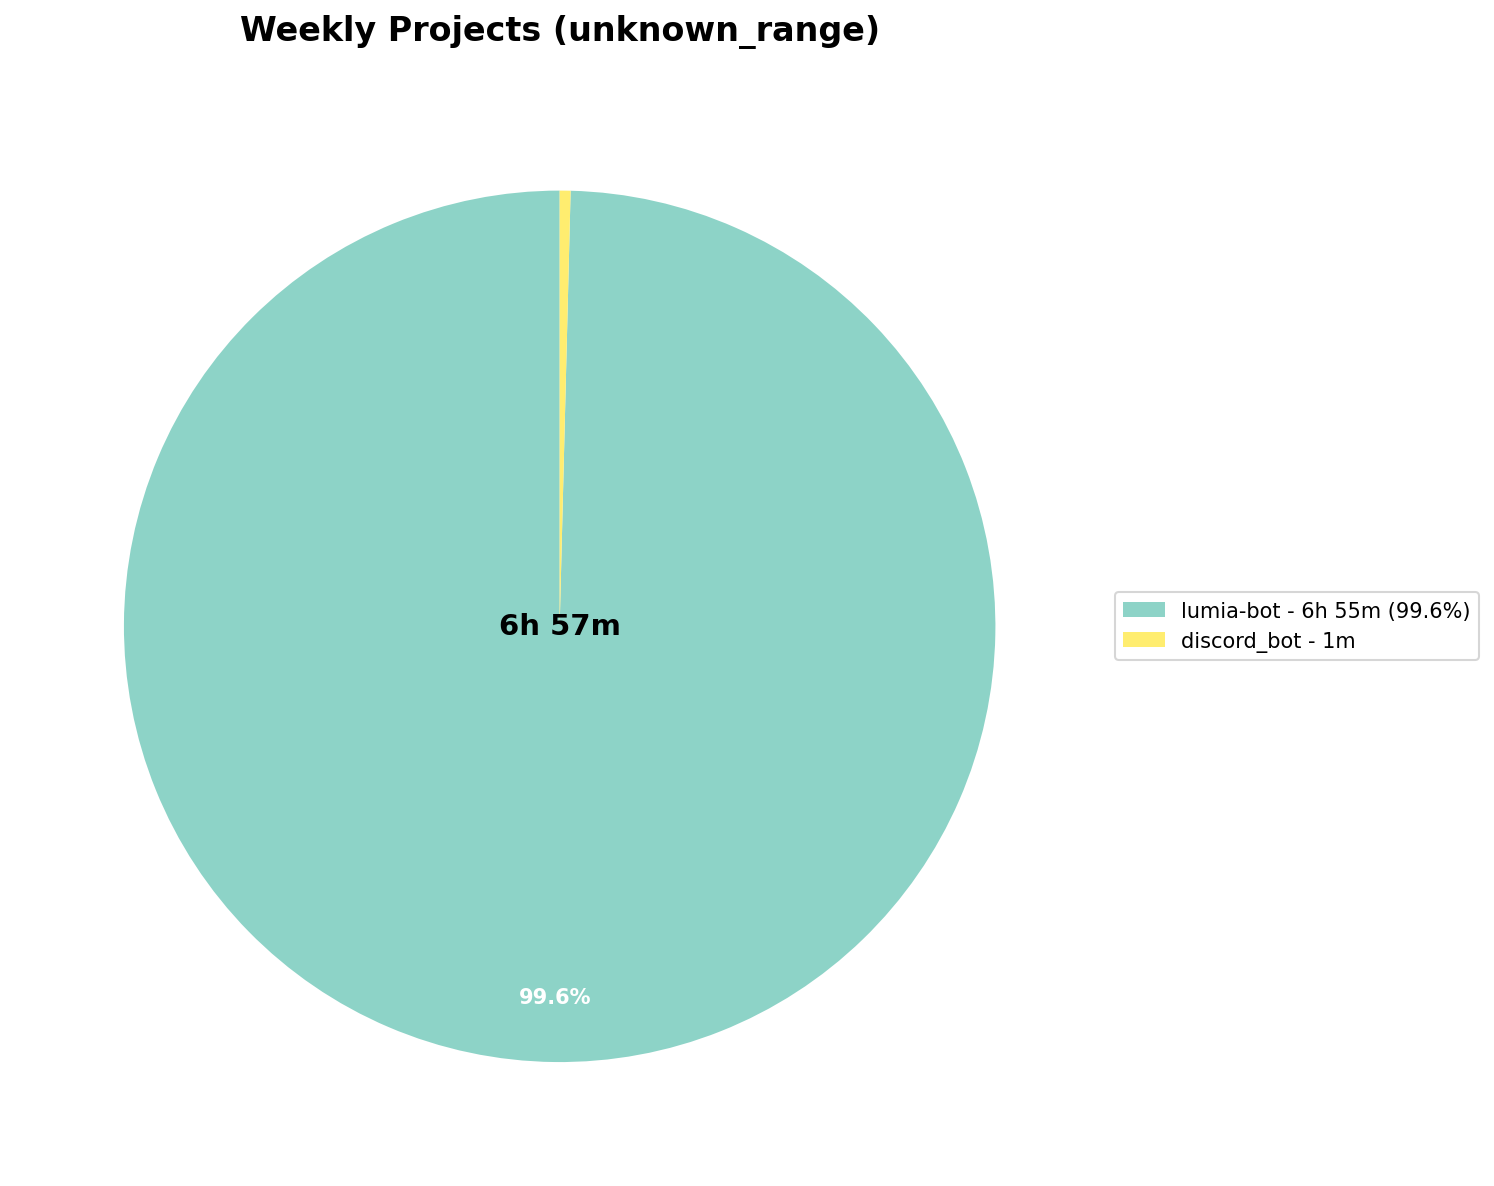 Weekly Projects (unknown_range)
6h 57m
99.6%
lumia-bot - 6h 55m (99.6%)
discord_bot - 1m